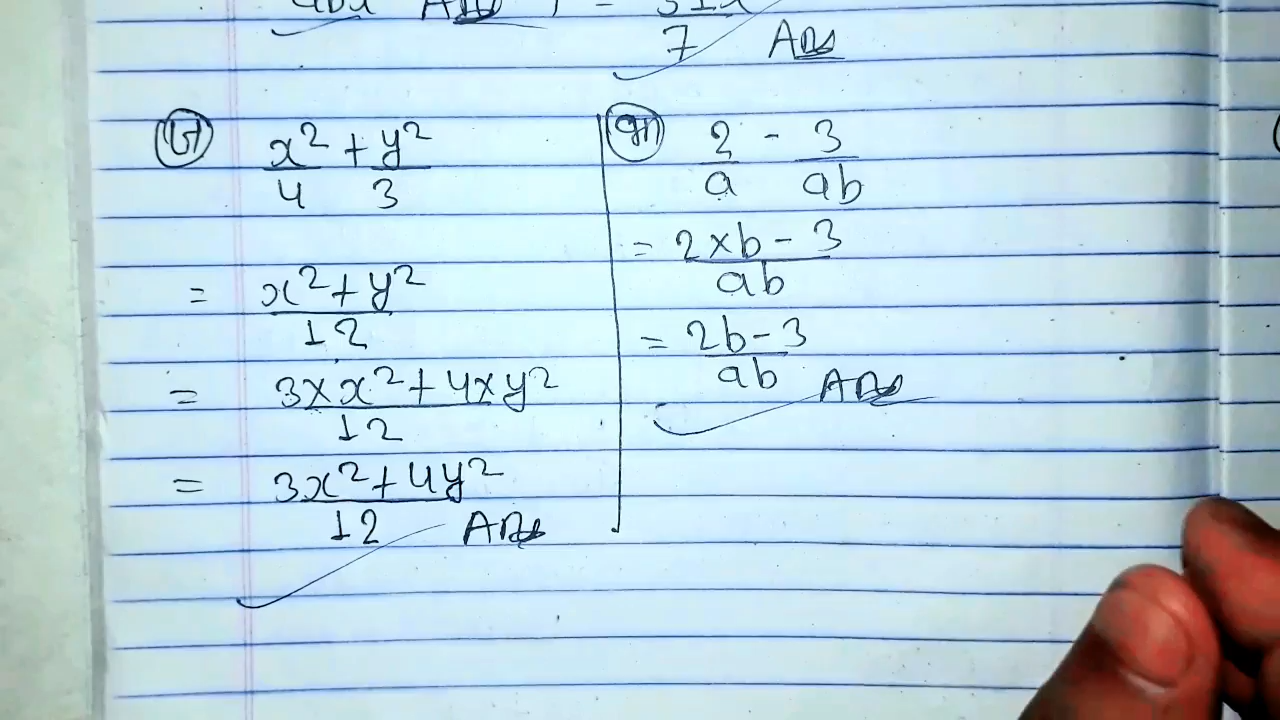 7 Ans
(ज) x²/4 + y²/3
= x²+y²/12
= 3×x²+4×y²/12
= 3x²+4y²/12 Ans
(झ) 2/a - 3/ab
= 2×b-3/ab
= 2b-3/ab Ans